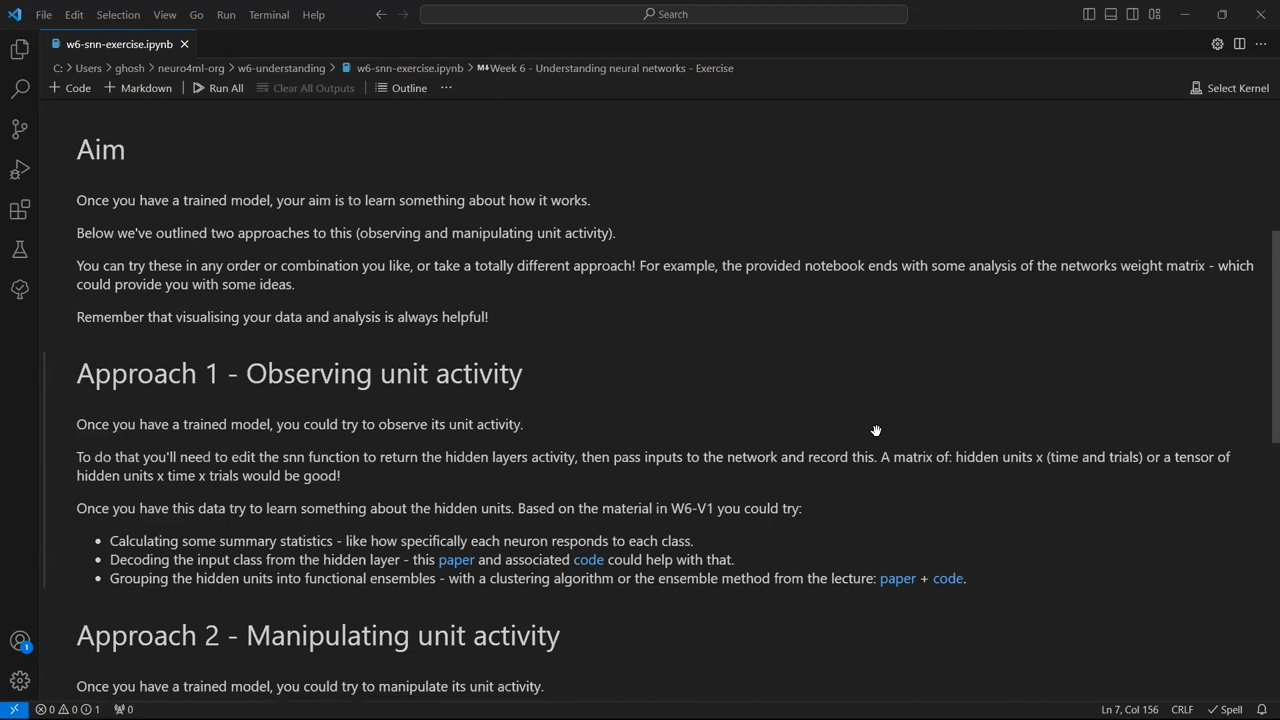 File Edit Selection View Go Run Terminal Help
Search
w6-snn-exercise.ipynb
C: > Users > ghosh > neuro4ml-org > w6-understanding > w6-snn-exercise.ipynb > Week 6 - Understanding neural networks - Exercise
+ Code + Markdown Run All Clear All Outputs Outline ... Select Kernel
Aim
Once you have a trained model, your aim is to learn something about how it works.
Below we've outlined two approaches to this (observing and manipulating unit activity).
You can try these in any order or combination you like, or take a totally different approach! For example, the provided notebook ends with some analysis of the networks weight matrix - which
could provide you with some ideas.
Remember that visualising your data and analysis is always helpful!
Approach 1 - Observing unit activity
Once you have a trained model, you could try to observe its unit activity.
To do that you'll need to edit the snn function to return the hidden layers activity, then pass inputs to the network and record this. A matrix of: hidden units x (time and trials) or a tensor of
hidden units x time x trials would be good!
Once you have this data try to learn something about the hidden units. Based on the material in W6-V1 you could try:
• Calculating some summary statistics - like how specifically each neuron responds to each class.
• Decoding the input class from the hidden layer - this paper and associated code could help with that.
• Grouping the hidden units into functional ensembles - with a clustering algorithm or the ensemble method from the lecture: paper + code.
Approach 2 - Manipulating unit activity
Once you have a trained model, you could try to manipulate its unit activity.
1
0 0 1 0 Ln 7, Col 156 CRLF Spell